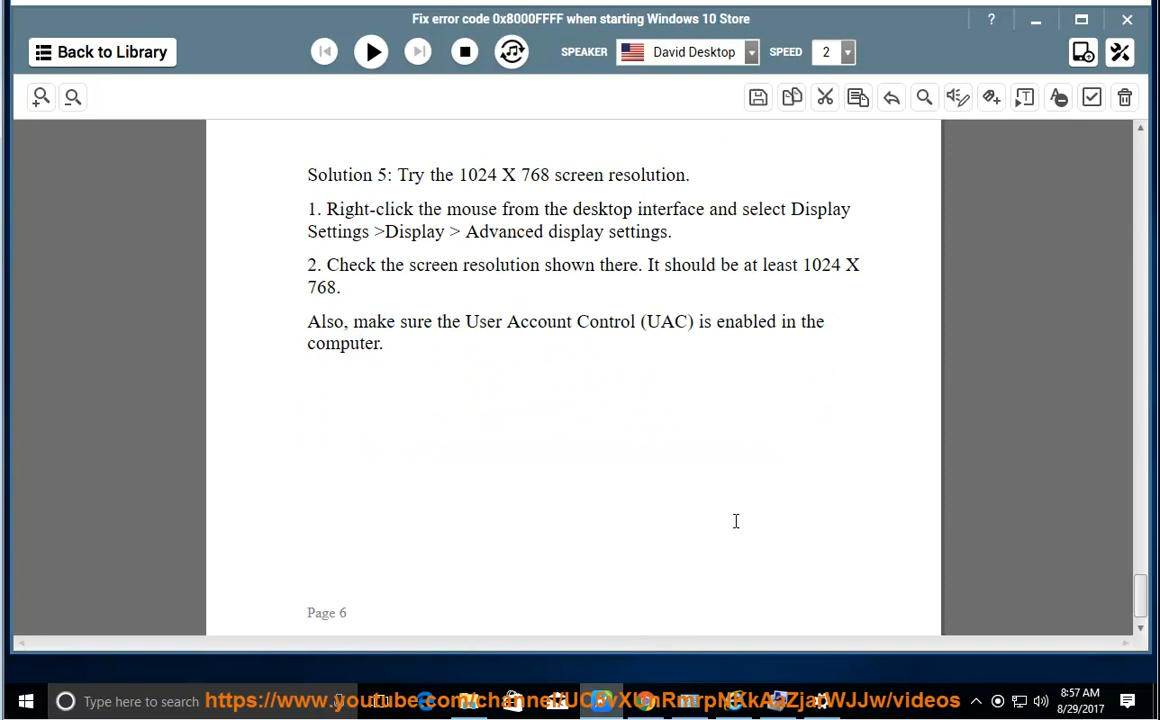 Fix error code 0x8000FFFF when starting Windows 10 Store
Back to Library
SPEAKER
David Desktop
SPEED
2
Solution 5: Try the 1024 X 768 screen resolution.
1. Right-click the mouse from the desktop interface and select Display
Settings >Display > Advanced display settings.
2. Check the screen resolution shown there. It should be at least 1024 X
768.
Also, make sure the User Account Control (UAC) is enabled in the
computer.
Page 6
Type here to search
8:57 AM
8/29/2017